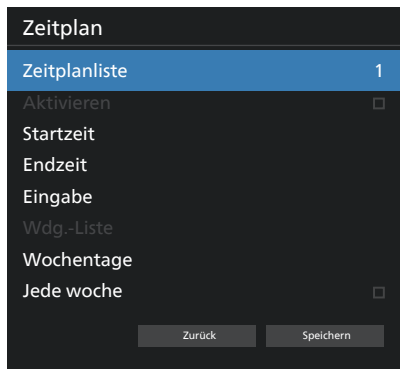 Zeitplan
Zeitplanliste 1
Aktivieren
Startzeit
Endzeit
Eingabe
Wdg.-Liste
Wochentage
Jede woche
Zurück Speichern